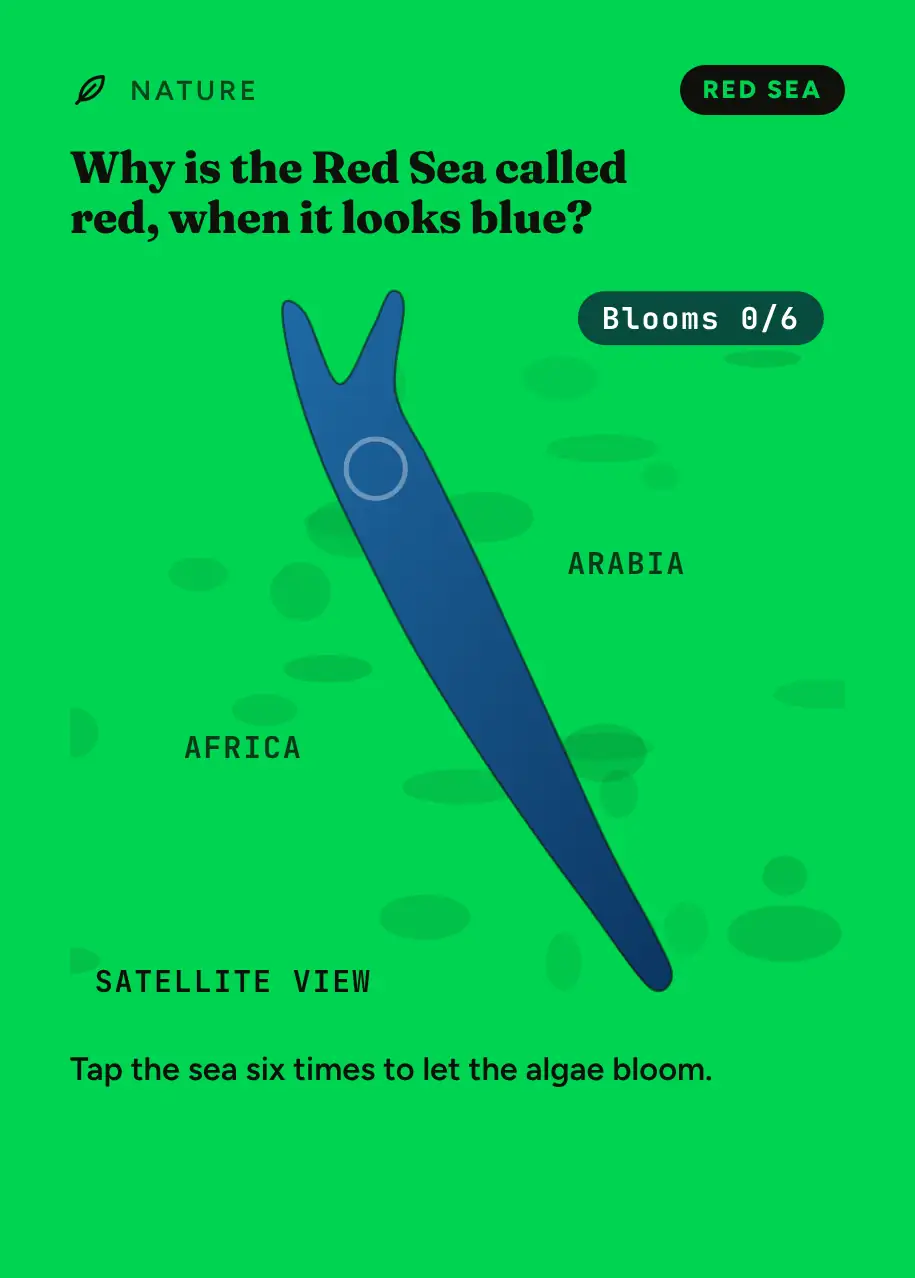 NATURE
RED SEA
Why is the Red Sea called
red, when it looks blue?
Blooms 0/6
ARABIA
AFRICA
SATELLITE VIEW
Tap the sea six times to let the algae bloom.